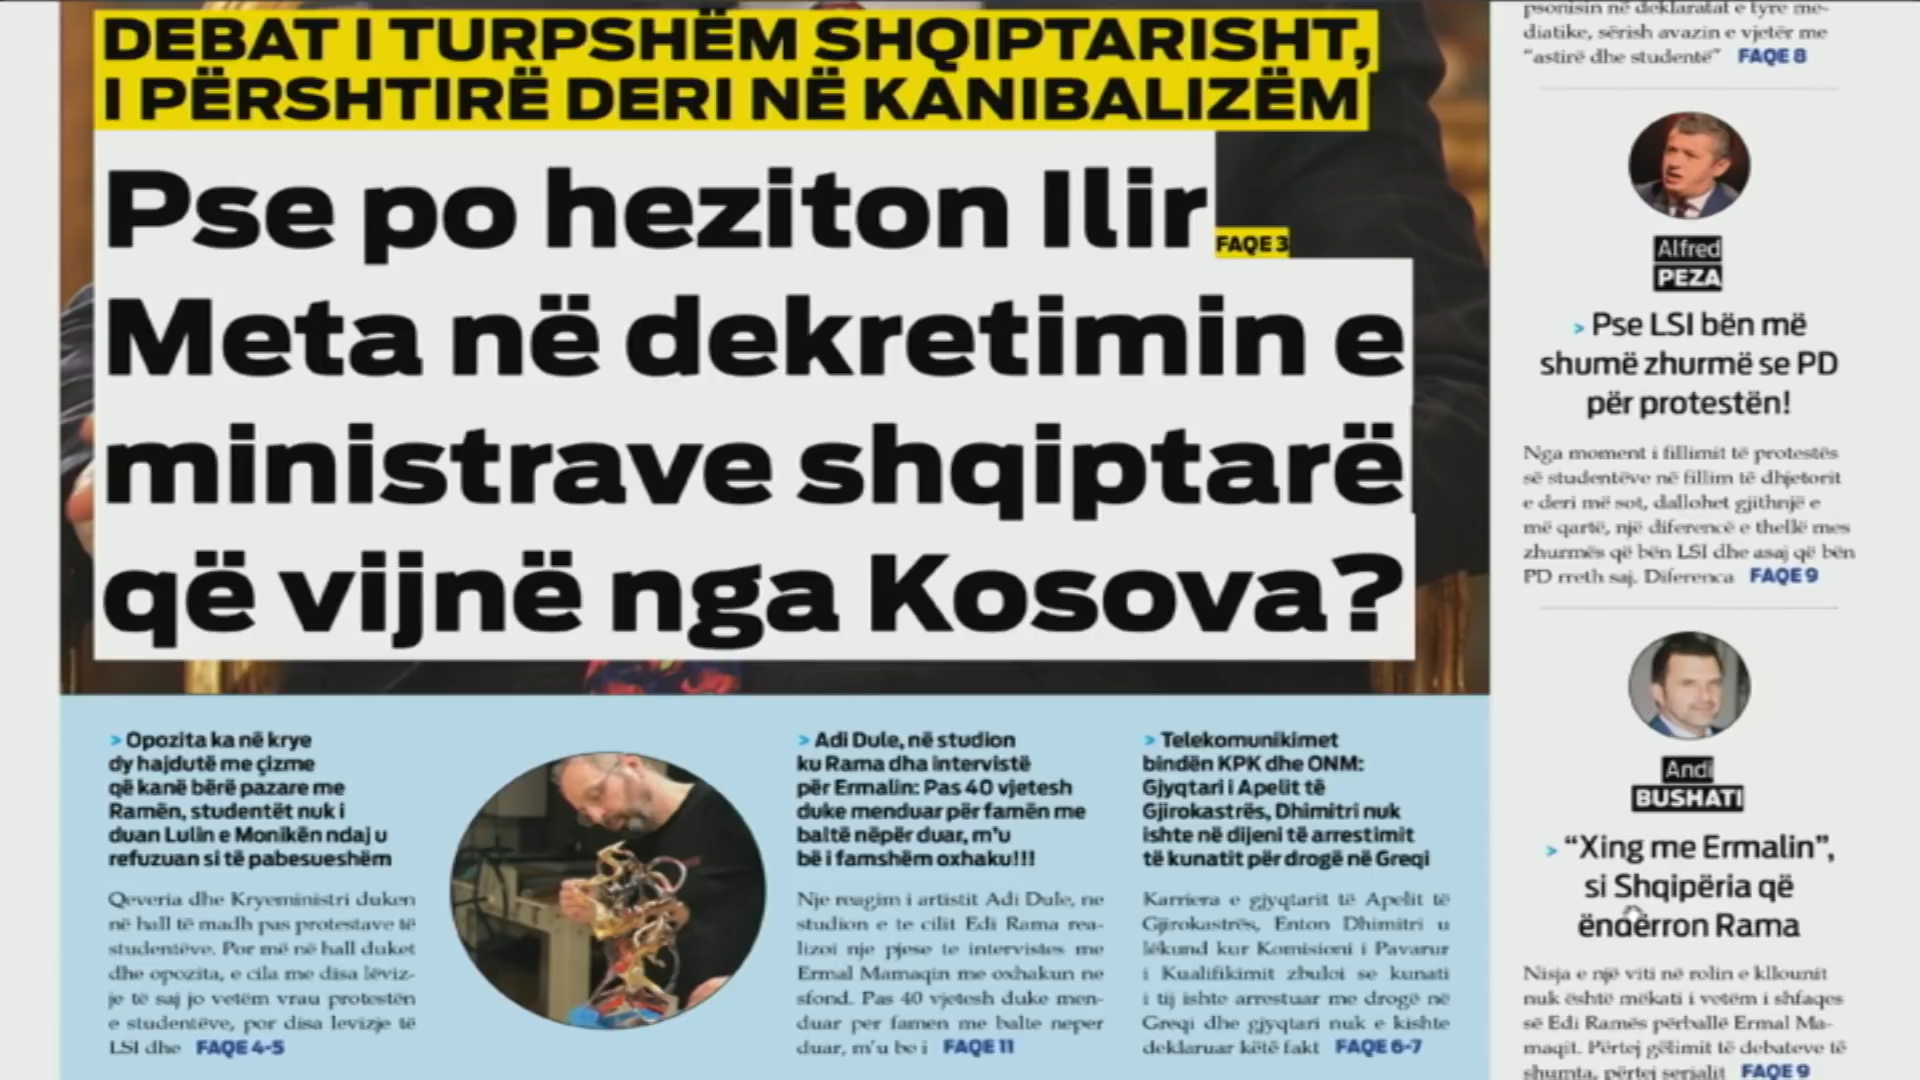 DEBAT I TURPSHËM SHQIPTARISHT,
I PËRSHTIRË DERI NË KANIBALIZËM
Pse po heziton Ilir
FAQE 3
Meta në dekretimin e
ministrave shqiptarë
që vijnë nga Kosova?
> Opozita ka në krye
dy hajdutë me çizme
që kanë bërë pazare me
Ramën, studentët nuk i
duan Lulin e Monikën ndaj u
refuzuan si të pabesueshëm
Qeveria dhe Kryeministri duken
në hall të madh pas protestave të
studentëve. Por më në hall duket
dhe opozita, e cila me disa lëviz-
je të saj jo vetëm vrau protestën
e studentëve, por disa levizje të
LSI dhe FAQE 4-5
> Adi Dule, në studion
ku Rama dha intervistë
për Ermalin: Pas 40 vjetesh
duke menduar për famën me
baltë nëpër duar, m'u
bë i famshëm oxhaku!!!
Nje reagim i artistit Adi Dule, ne
studion e te cilit Edi Rama rea-
lizoi nje pjese te intervistes me
Ermal Mamaqin me oxhakun ne
sfond. Pas 40 vjetesh duke men-
duar per famen me balte neper
duar, m'u be i FAQE 11
> Telekomunikimet
bindën KPK dhe ONM:
Gjyqtari i Apelit të
Gjirokastrës, Dhimitri nuk
ishte në dijeni të arrestimit
të kunatit për drogë në Greqi
Karriera e gjyqtarit të Apelit të
Gjirokastrës, Enton Dhimitri u
lëkund kur Komisioni i Pavarur
i Kualifikimit zbuloi se kunati
i tij ishte arrestuar me drogë në
Greqi dhe gjyqtari nuk e kishte
deklaruar këtë fakt FAQE 6-7
psonisin në deklaratat e tyre me-
diatike, sërish avazin e vjetër me
"astirë dhe studentë" FAQE 8
Alfred
PEZA
> Pse LSI bën më
shumë zhurmë se PD
për protestën!
Nga moment i fillimit të protestës
së studentëve në fillim të dhjetorit
e deri më sot, dallohet gjithnjë e
më qartë, një diferencë e thellë mes
zhurmës që bën LSI dhe asaj që bën
PD rreth saj. Diferenca FAQE 9
Andi
BUSHATI
> "Xing me Ermalin",
si Shqipëria që
ëndërron Rama
Nisja e një viti në rolin e kllounit
nuk është mëkati i vetëm i shfaqes
së Edi Ramës përballë Ermal Ma-
maqit. Përtej gëlimit të debateve të
shumta, përtej serialit FAQE 9